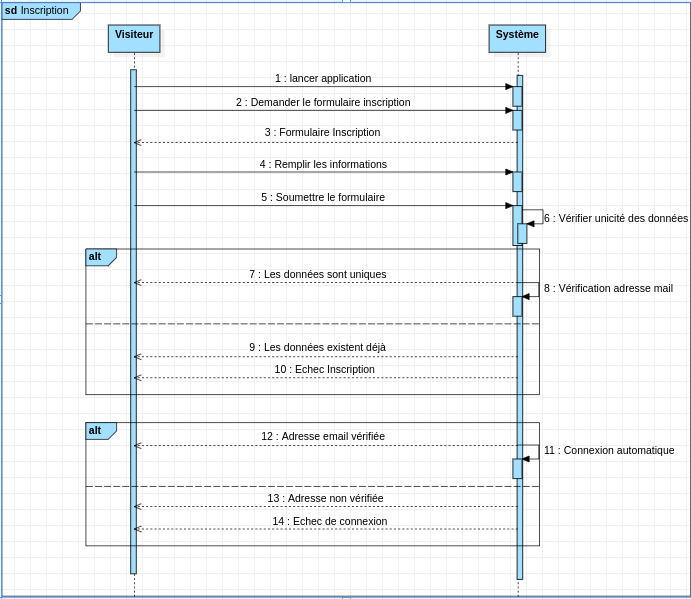 sd Inscription
Visiteur
Système
1 : lancer application
2 : Demander le formulaire inscription
3 : Formulaire Inscription
4 : Remplir les informations
5 : Soumettre le formulaire
6 : Vérifier unicité des données
alt
7 : Les données sont uniques
8 : Vérification adresse mail
9 : Les données existent déjà
10 : Echec Inscription
alt
12 : Adresse email vérifiée
11 : Connexion automatique
13 : Adresse non vérifiée
14 : Echec de connexion